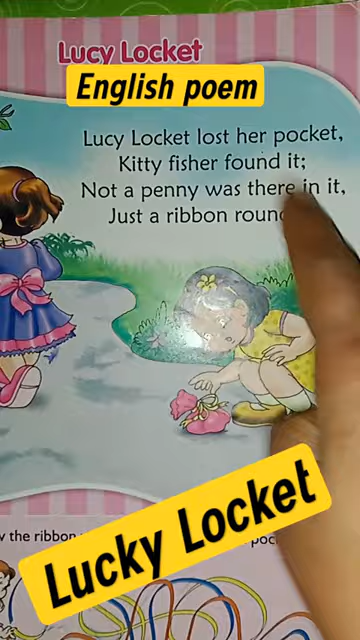 Lucy Locket
English poem
Lucy Locket lost her pocket,
Kitty fisher found it;
Not a penny was there in it,
Just a ribbon roun
the ribbon
Lucky Locket